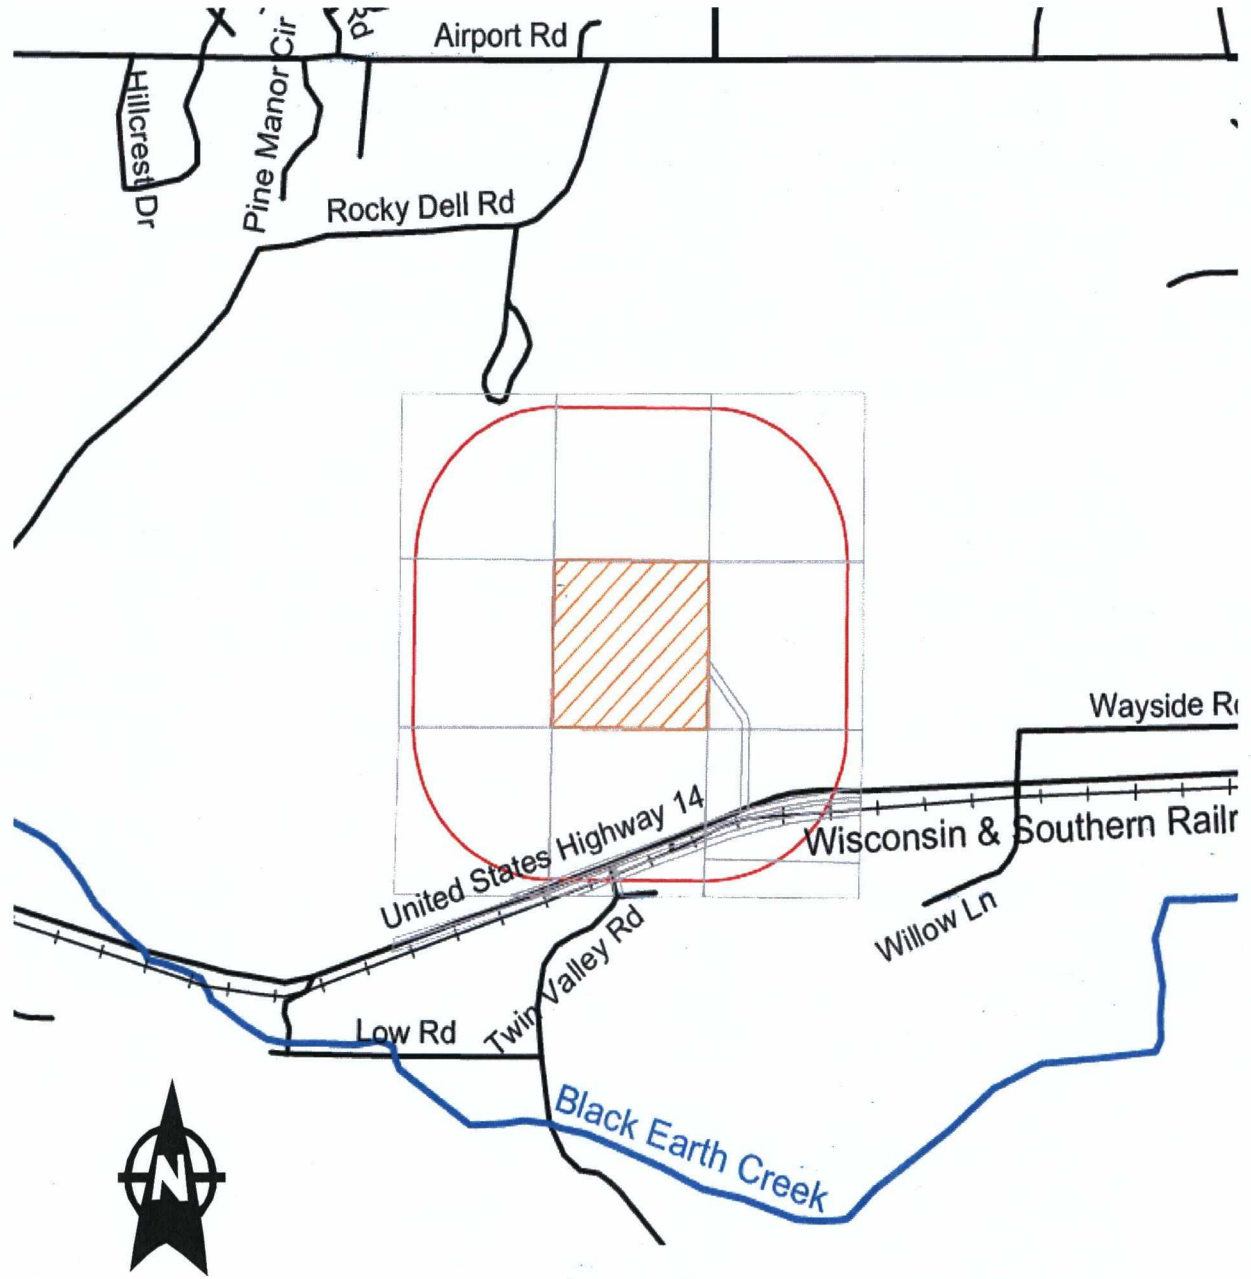 Airport Rd
Rd
Hillcrest Dr
Pine Manor Cir
Rocky Dell Rd
Wayside
United States Highway 14
Wisconsin & Southern
Willow Ln
Twin Valley Rd
Low Rd
Black Earth Creek
N